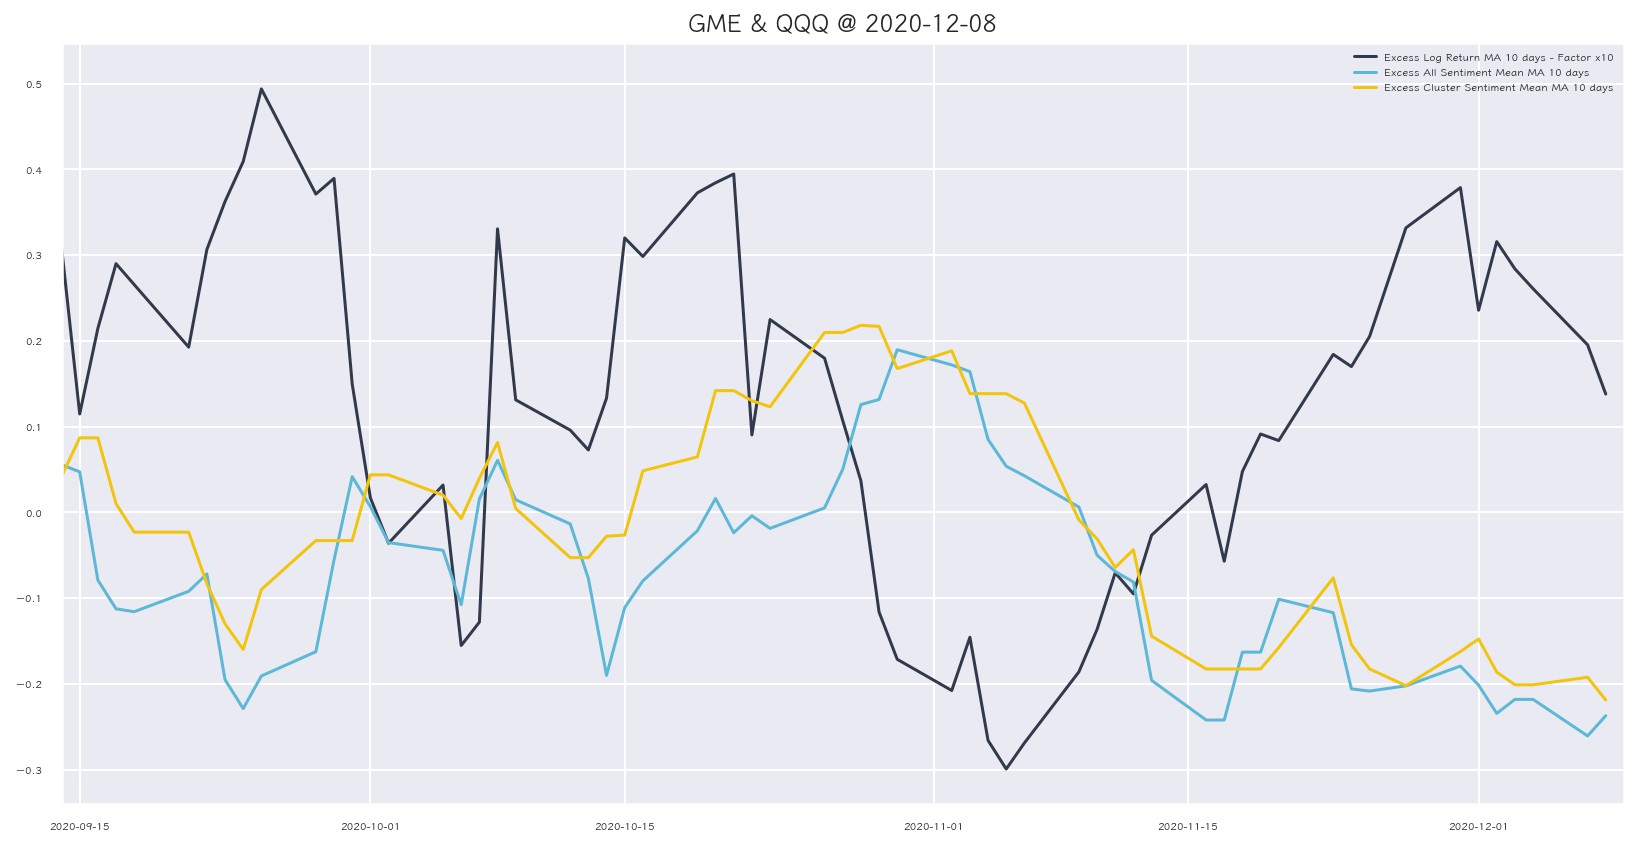 GME & QQQ @ 2020-12-08
Excess Log Return MA 10 days - Factor x10
Excess All Sentiment Mean MA 10 days
Excess Cluster Sentiment Mean MA 10 days
0.5
0.4
0.3
0.2
0.1
0.0
−0.1
−0.2
−0.3
2020-09-15 2020-10-01 2020-10-15 2020-11-01 2020-11-15 2020-12-01